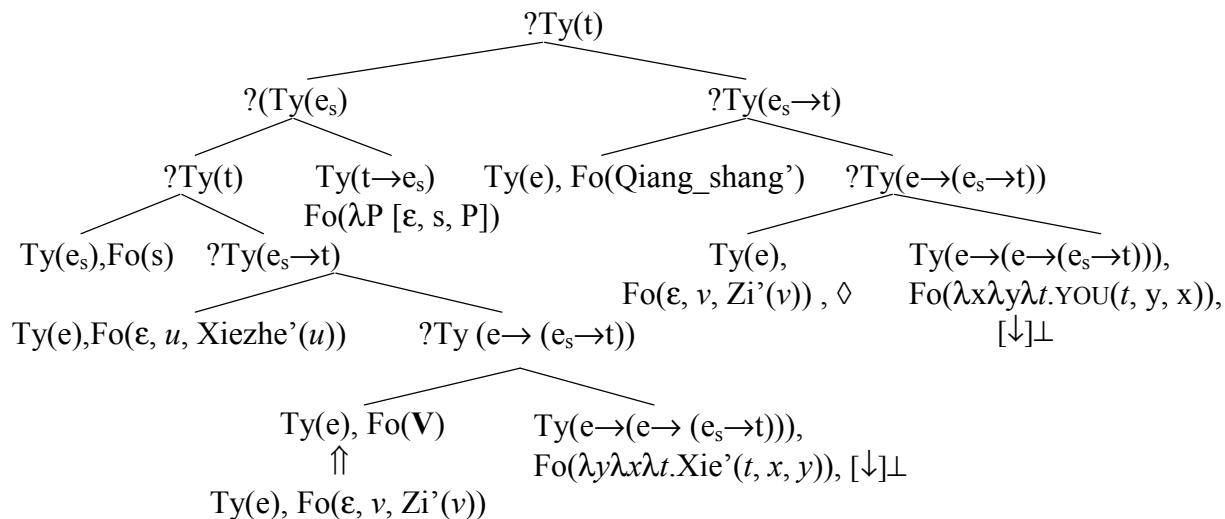 ?Ty(t)
?(Ty(eₛ) ?Ty(eₛ→t)
?Ty(t) Ty(t→eₛ) Ty(e), Fo(Qiang_shang’) ?Ty(e→(eₛ→t))
Fo(λP [ε, s, P])
Ty(eₛ),Fo(s) ?Ty(eₛ→t) Ty(e), Ty(e→(e→(eₛ→t))),
Fo(ε, v, Zi’(v)) , ◊ Fo(λxλyλt.YOU(t, y, x)),
Ty(e),Fo(ε, u, Xiezhe’(u)) ?Ty (e→ (eₛ→t)) [↓]⊥
Ty(e), Fo(V) Ty(e→(e→ (eₛ→t))),
⇑ Fo(λyλxλt.Xie’(t, x, y)), [↓]⊥
Ty(e), Fo(ε, v, Zi’(v))